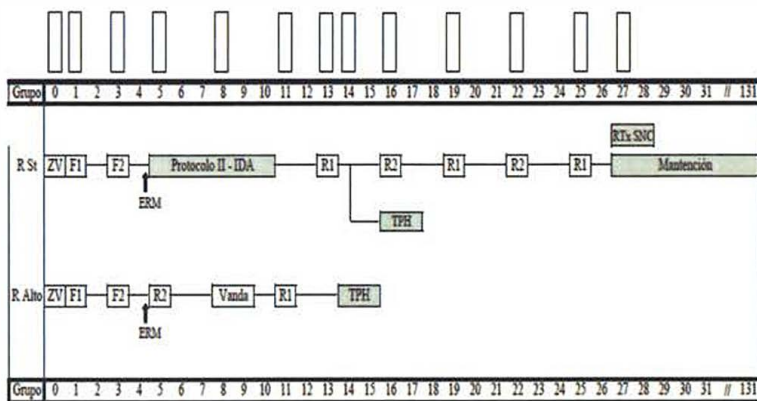 Grupo 0 1 2 3 4 5 6 7 8 9 10 11 12 13 14 15 16 17 18 19 20 21 22 23 24 25 26 27 28 29 30 31 // 131
RTx SNC
R St ZV F1 F2 Protocolo II - IDA R1 R2 R1 R2 R1 Mantención
ERM
TPH
R Alto ZV F1 F2 R2 Vanda R1 TPH
ERM
Grupo 0 1 2 3 4 5 6 7 8 9 10 11 12 13 14 15 16 17 18 19 20 21 22 23 24 25 26 27 28 29 30 31 // 131